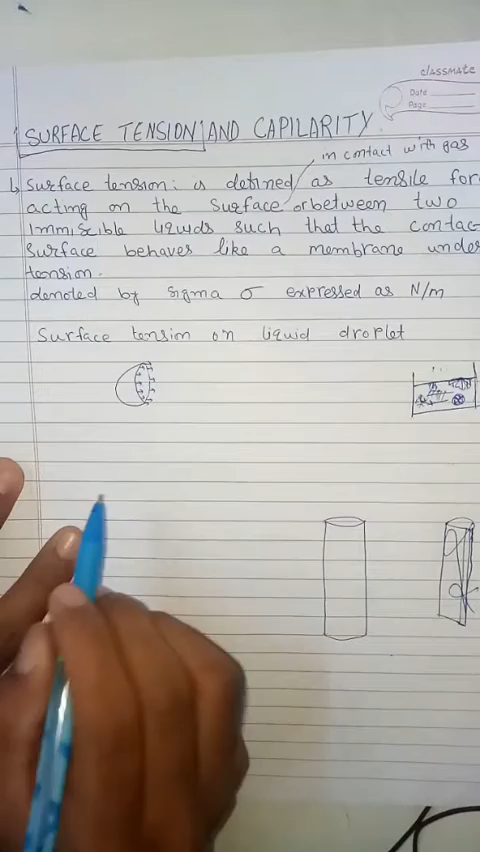 classmate
Date
Page
SURFACE TENSION AND CAPILARITY
in contact with gas
Surface tension: is defined as tensile for
acting on the surface or between two
immiscible liquids such that the contac
surface behaves like a membrane under
tension.
denoted by sigma σ expressed as N/m
Surface tension on liquid droplet